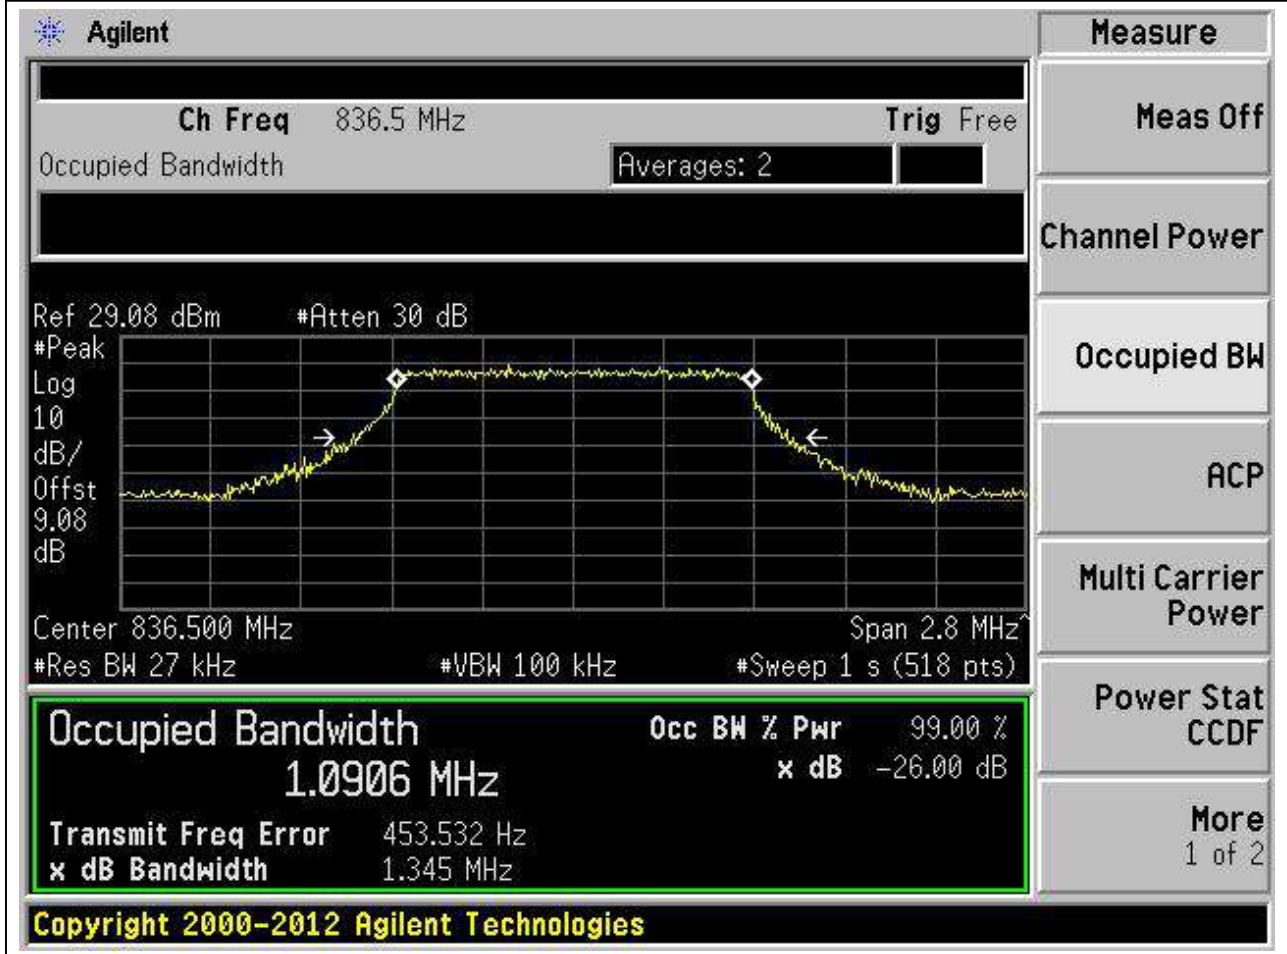 Agilent
Measure
Ch Freq 836.5 MHz Trig Free
Occupied Bandwidth Averages: 2
Meas Off
Channel Power
Ref 29.08 dBm #Atten 30 dB
#Peak
Log
10
dB/
Offst
9.08
dB
Center 836.500 MHz Span 2.8 MHz^
#Res BW 27 kHz #VBW 100 kHz #Sweep 1 s (518 pts)
Occupied BW
ACP
Multi Carrier
Power
Power Stat
CCDF
More
1 of 2
Occupied Bandwidth Occ BW % Pwr 99.00 %
1.0906 MHz x dB -26.00 dB
Transmit Freq Error 453.532 Hz
x dB Bandwidth 1.345 MHz
Copyright 2000-2012 Agilent Technologies